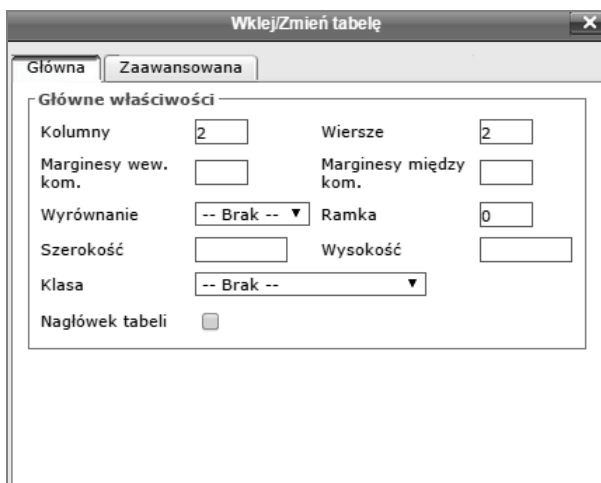 Wklej/Zmień tabelę
Główna Zaawansowana
Główne właściwości
Kolumny 2 Wiersze 2
Marginesy wew. Marginesy między
kom. kom.
Wyrównanie -- Brak -- Ramka 0
Szerokość Wysokość
Klasa -- Brak --
Nagłówek tabeli